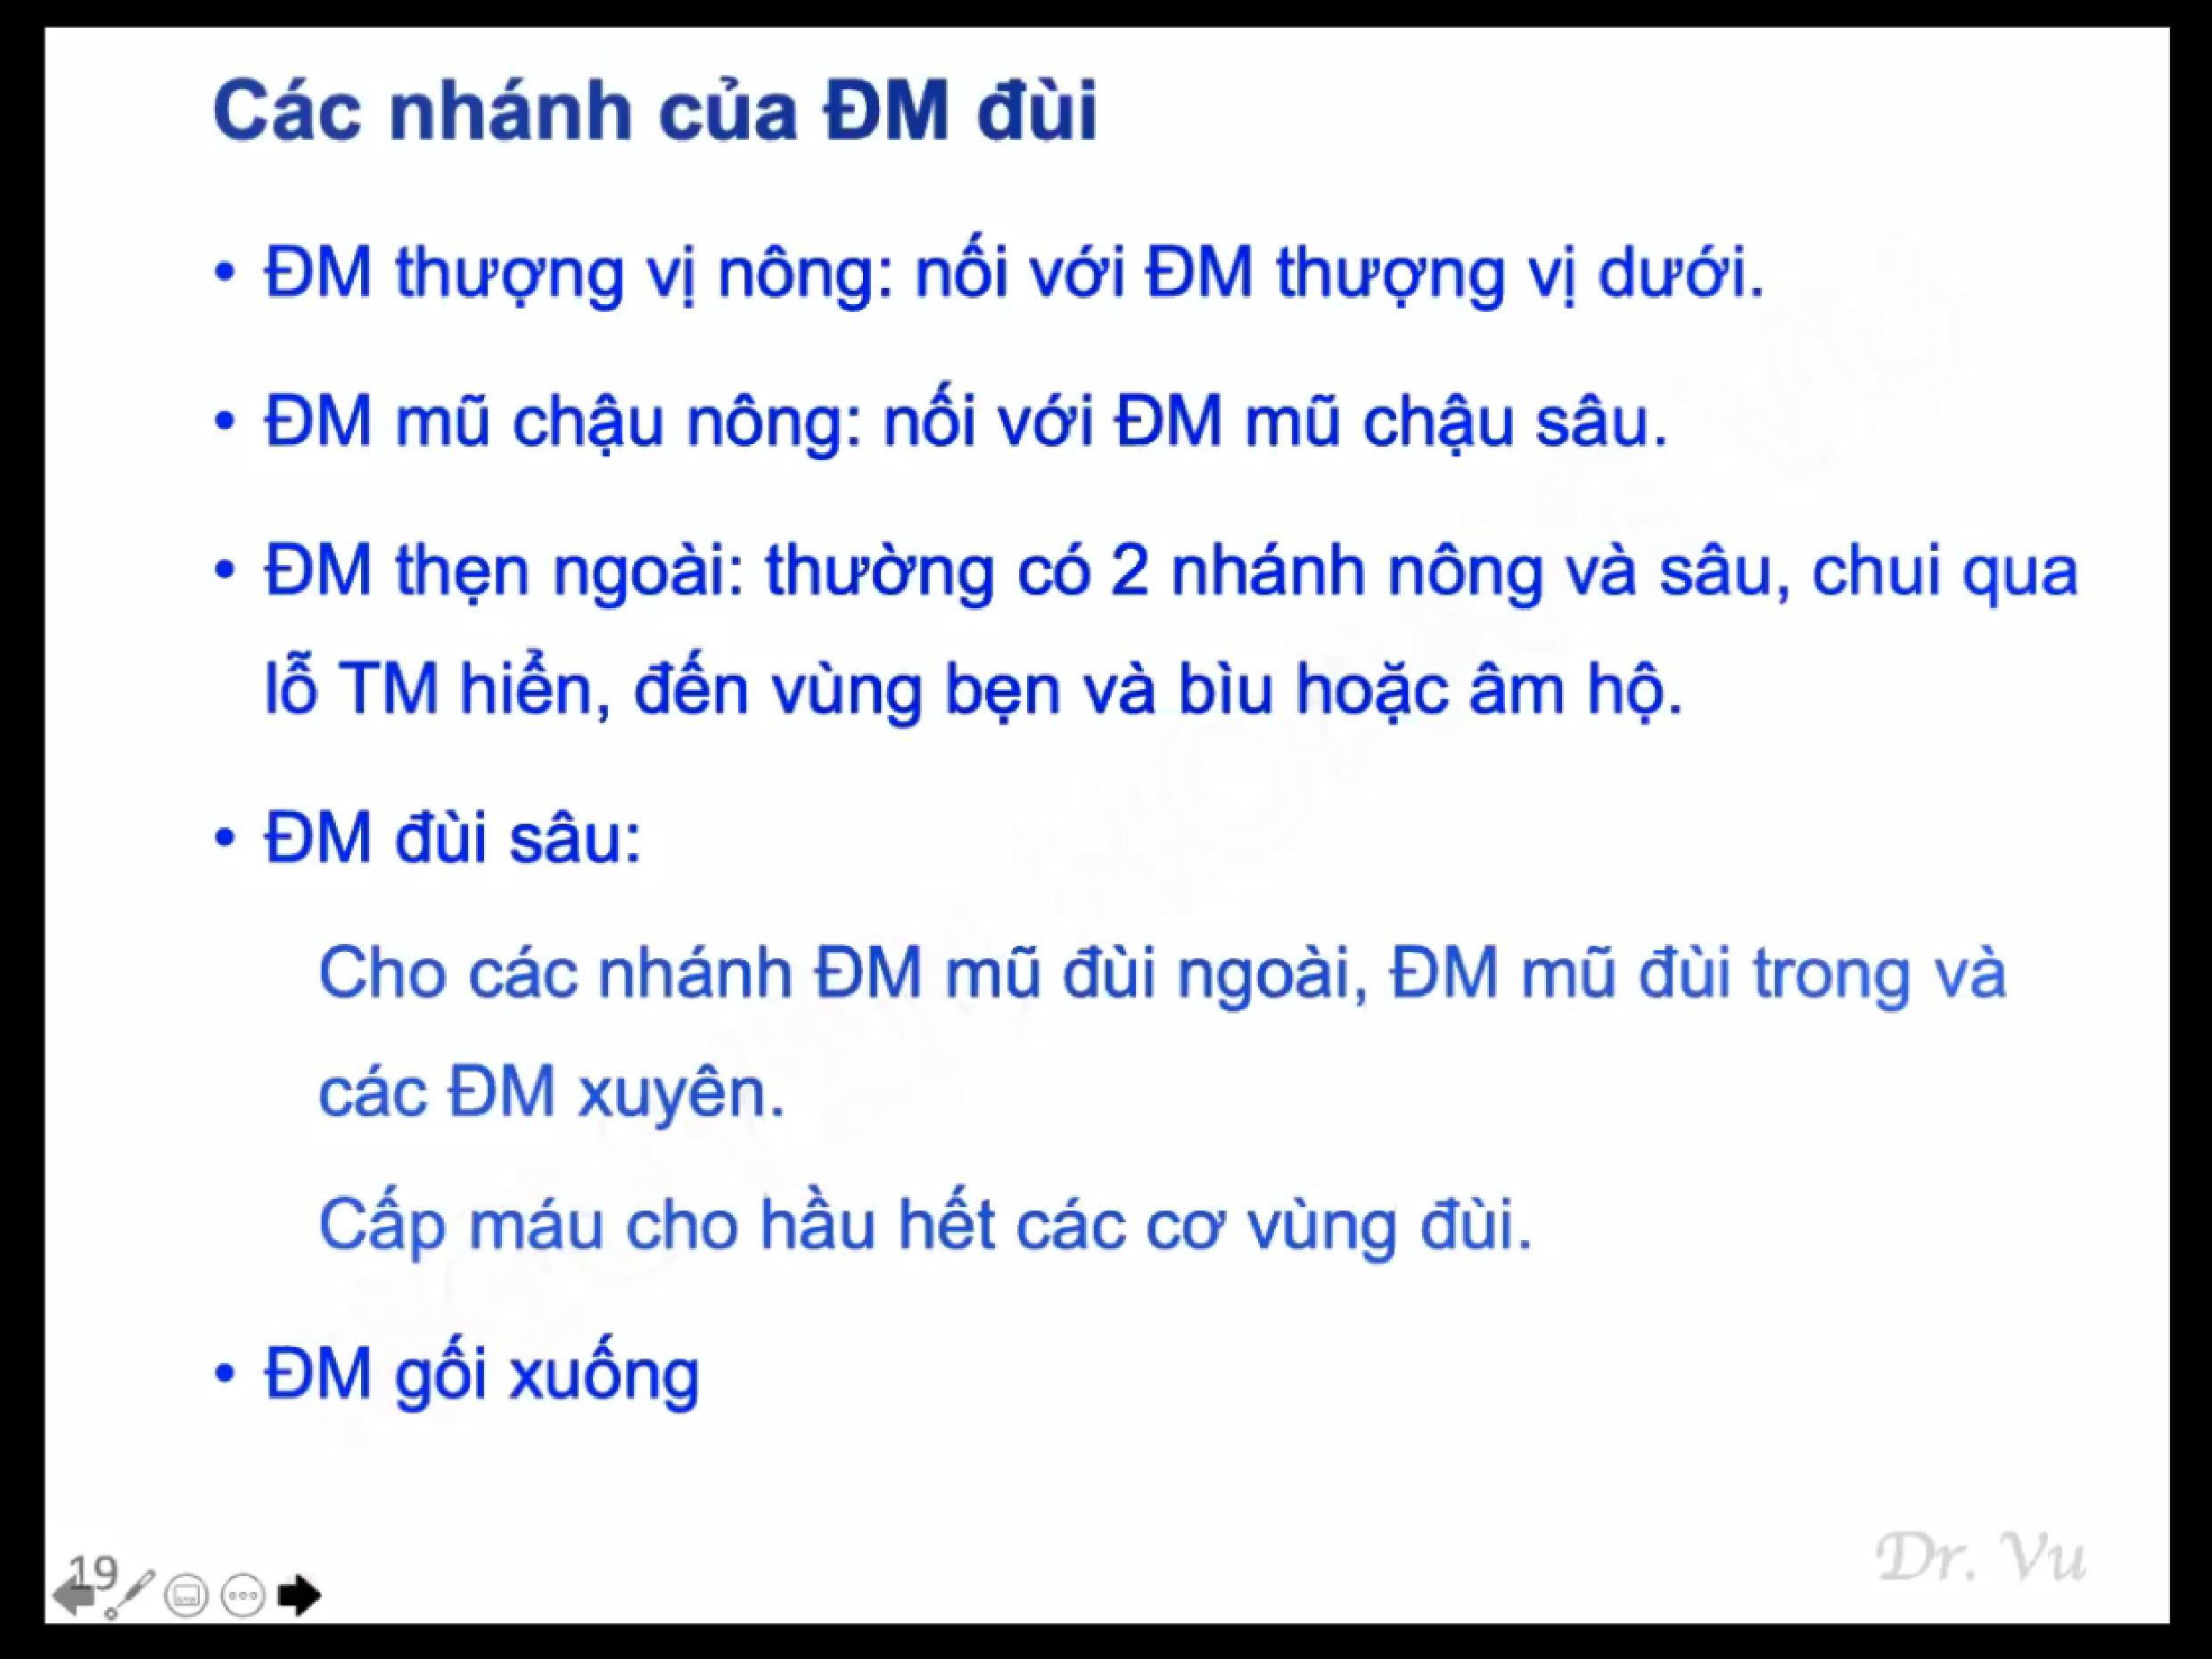 Các nhánh của ĐM đùi
• ĐM thượng vị nông: nối với ĐM thượng vị dưới.
• ĐM mũ chậu nông: nối với ĐM mũ chậu sâu.
• ĐM thẹn ngoài: thường có 2 nhánh nông và sâu, chui qua
lỗ TM hiển, đến vùng bẹn và bìu hoặc âm hộ.
• ĐM đùi sâu:
Cho các nhánh ĐM mũ đùi ngoài, ĐM mũ đùi trong và
các ĐM xuyên.
Cấp máu cho hầu hết các cơ vùng đùi.
• ĐM gối xuống
19
Dr. Vu